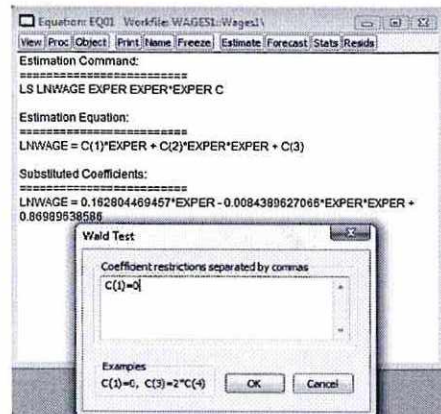 Equation: EQ01 Workfile: WAGES1::Wages1\
View Proc Object Print Name Freeze Estimate Forecast Stats Resids
Estimation Command:
=========================
LS LNWAGE EXPER EXPER*EXPER C
Estimation Equation:
=========================
LNWAGE = C(1)*EXPER + C(2)*EXPER*EXPER + C(3)
Substituted Coefficients:
=========================
LNWAGE = 0.162804469457*EXPER - 0.0084389627066*EXPER*EXPER +
0.86989538586
Wald Test
Coefficient restrictions separated by commas
C(1)=0
Examples
C(1)=0, C(3)=2*C(4)
OK Cancel